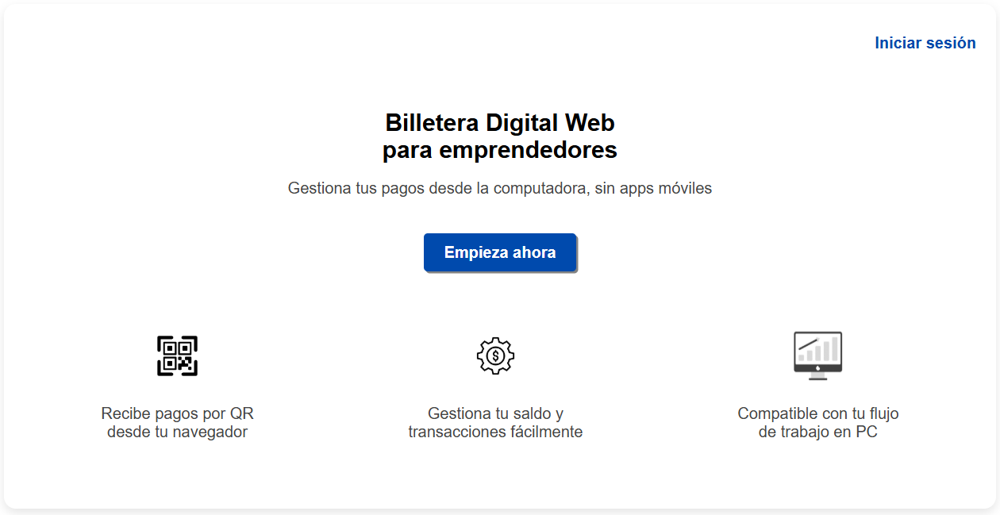 Iniciar sesión
Billetera Digital Web
para emprendedores
Gestiona tus pagos desde la computadora, sin apps móviles
Empieza ahora
Recibe pagos por QR
desde tu navegador
Gestiona tu saldo y
transacciones fácilmente
Compatible con tu flujo
de trabajo en PC